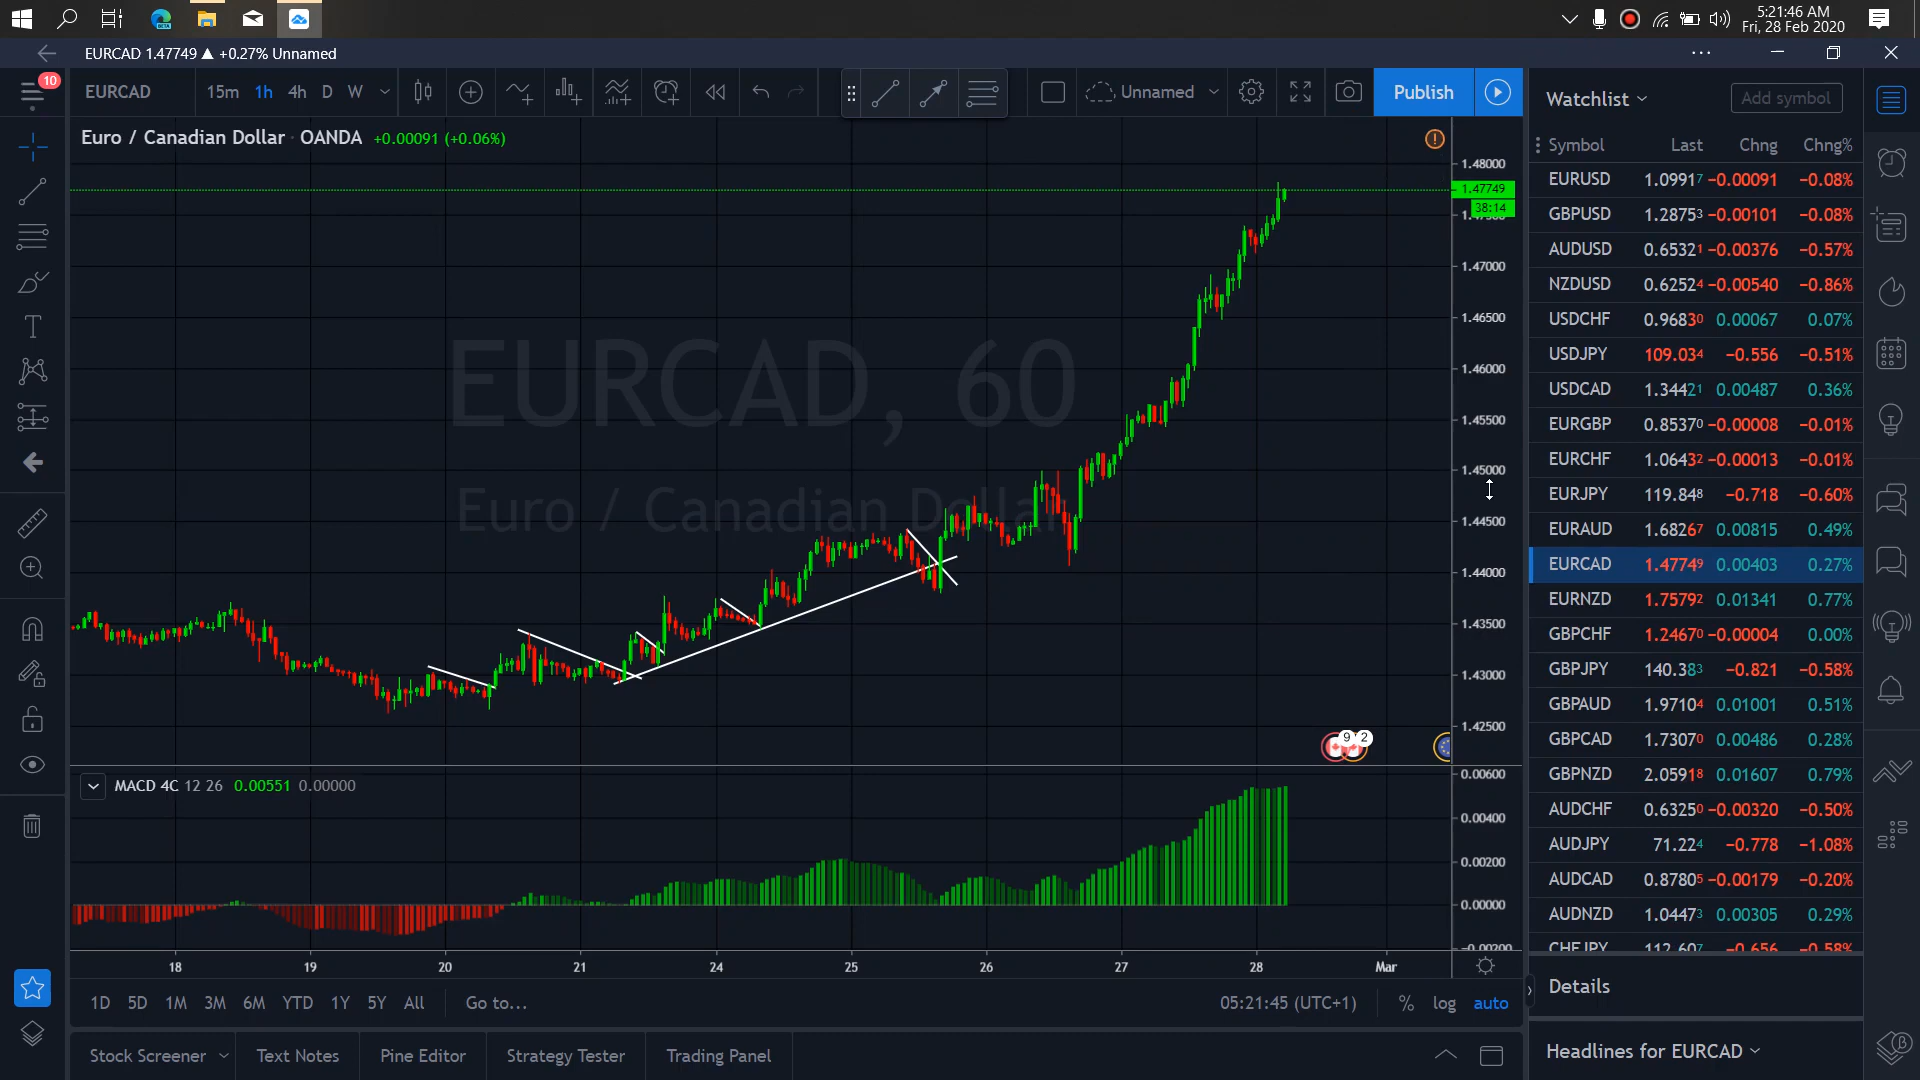 5:21:46 AM
Fri, 28 Feb 2020
EURCAD 1.47749 ▲ +0.27% Unnamed
10
EURCAD 15m 1h 4h D W Unnamed Publish
Euro / Canadian Dollar · OANDA +0.00091 (+0.06%)
EURCAD, 60
Euro / Canadian Dollar
1.48000
1.47749
38:14
1.47000
1.46500
1.46000
1.45500
1.45000
1.44500
1.44000
1.43500
1.43000
1.42500
9 2
MACD 4C 12 26 0.00551 0.00000
0.00600
0.00400
0.00200
0.00000
−0.00200
18 19 20 21 24 25 26 27 28 Mar
1D 5D 1M 3M 6M YTD 1Y 5Y All Go to... 05:21:45 (UTC+1) % log auto
Stock Screener Text Notes Pine Editor Strategy Tester Trading Panel
Watchlist Add symbol
Symbol Last Chng Chng%
EURUSD 1.09917 −0.00091 −0.08%
GBPUSD 1.28753 −0.00101 −0.08%
AUDUSD 0.65321 −0.00376 −0.57%
NZDUSD 0.62524 −0.00540 −0.86%
USDCHF 0.96830 0.00067 0.07%
USDJPY 109.034 −0.556 −0.51%
USDCAD 1.34421 0.00487 0.36%
EURGBP 0.85370 −0.00008 −0.01%
EURCHF 1.06432 −0.00013 −0.01%
EURJPY 119.848 −0.718 −0.60%
EURAUD 1.68267 0.00815 0.49%
EURCAD 1.47749 0.00403 0.27%
EURNZD 1.75792 0.01341 0.77%
GBPCHF 1.24670 −0.00004 0.00%
GBPJPY 140.383 −0.821 −0.58%
GBPAUD 1.97104 0.01001 0.51%
GBPCAD 1.73070 0.00486 0.28%
GBPNZD 2.05918 0.01607 0.79%
AUDCHF 0.63250 −0.00320 −0.50%
AUDJPY 71.224 −0.778 −1.08%
AUDCAD 0.87805 −0.00179 −0.20%
AUDNZD 1.04473 0.00305 0.29%
CHFJPY 112.607 −0.656 −0.58%
Details
Headlines for EURCAD